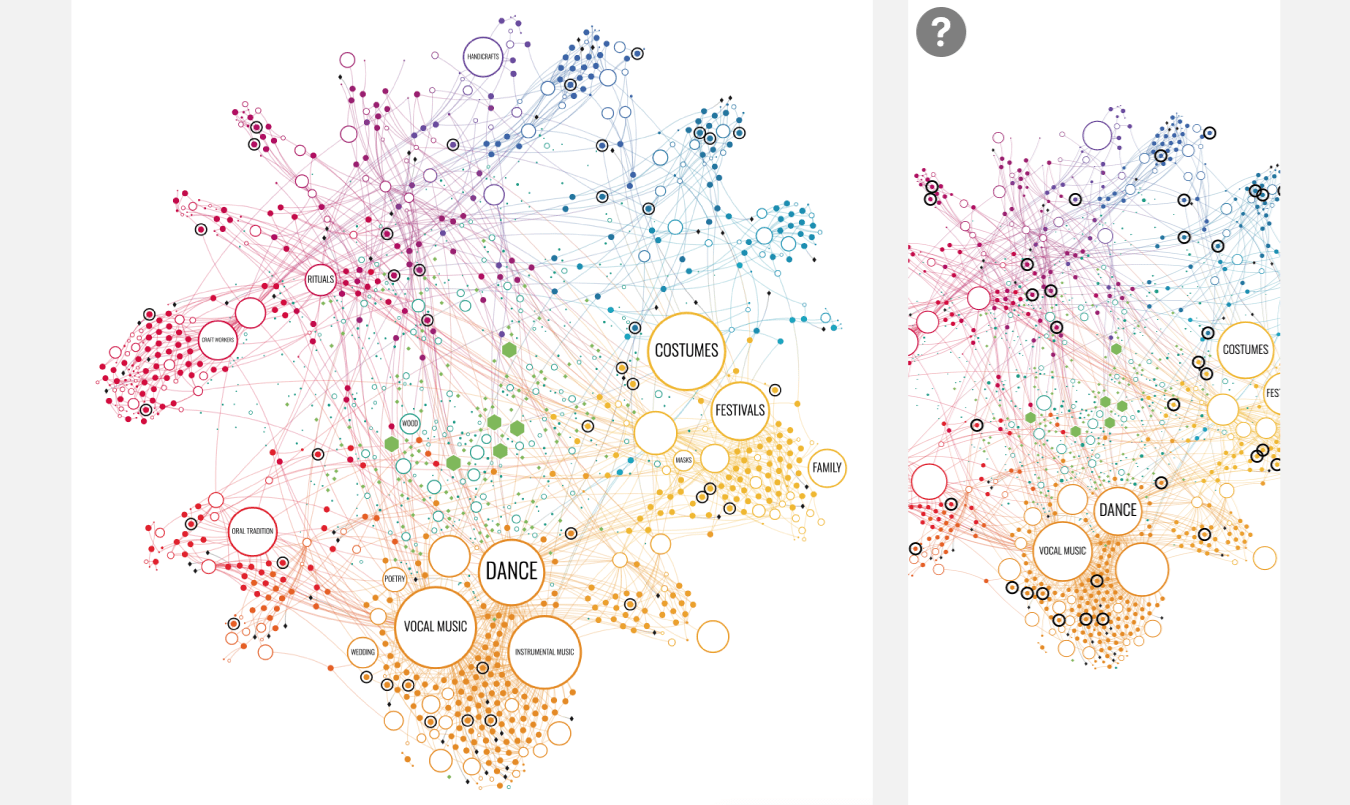 HANDICRAFTS
RITUALS
CRAFT WORKERS
COSTUMES
FESTIVALS
WOOD
MASKS
FAMILY
ORAL TRADITION
DANCE
POETRY
VOCAL MUSIC
WEDDING
INSTRUMENTAL MUSIC
?
COSTUMES
FES
DANCE
VOCAL MUSIC